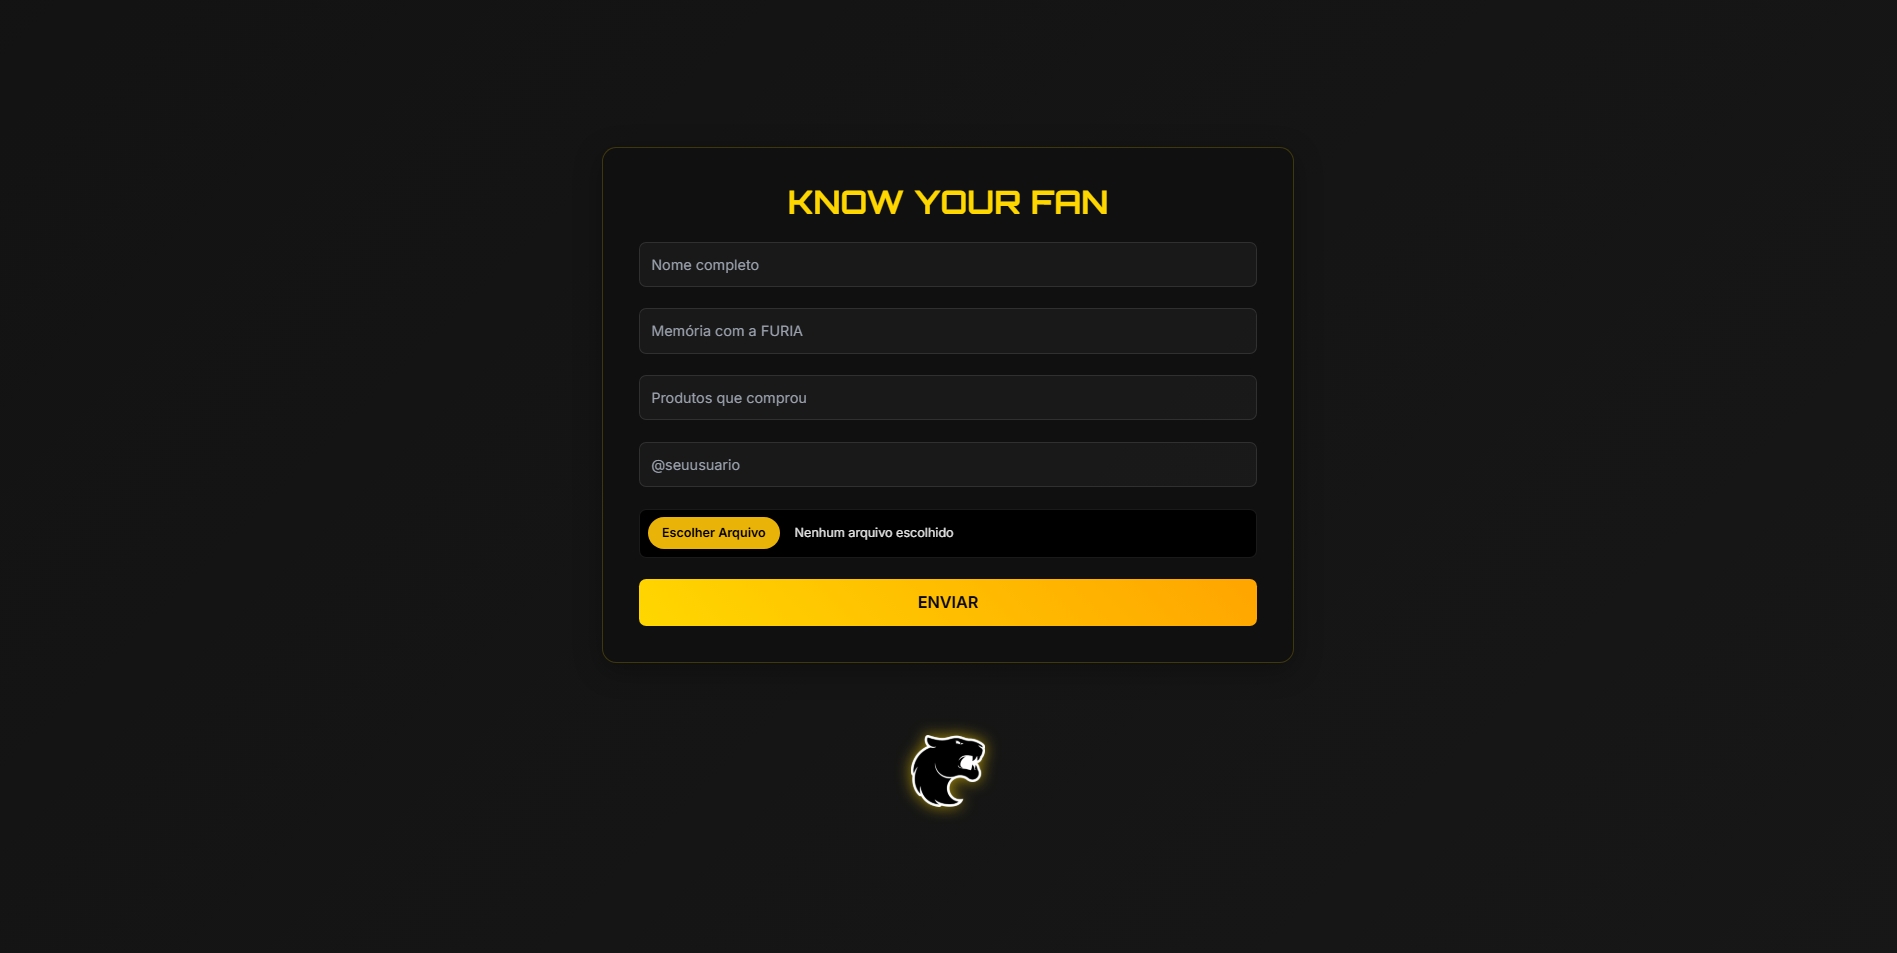 KNOW YOUR FAN
Nome completo
Memória com a FURIA
Produtos que comprou
@seuusuario
Escolher Arquivo Nenhum arquivo escolhido
ENVIAR